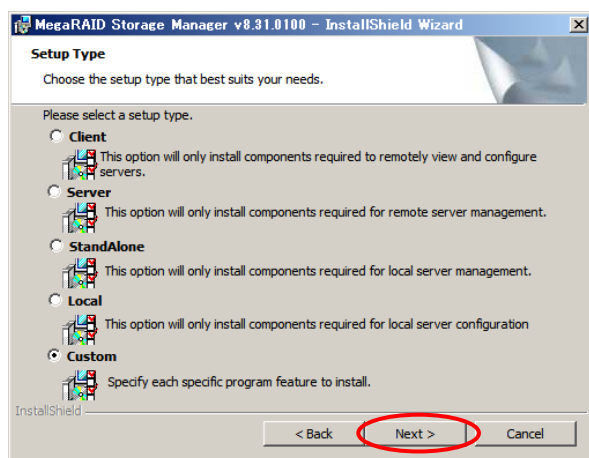 MegaRAID Storage Manager v8.31.0100 - InstallShield Wizard
Setup Type
Choose the setup type that best suits your needs.
Please select a setup type.
Client
This option will only install components required to remotely view and configure
servers.
Server
This option will only install components required for remote server management.
StandAlone
This option will only install components required for local server management.
Local
This option will only install components required for local server configuration
Custom
Specify each specific program feature to install.
InstallShield
< Back
Next >
Cancel